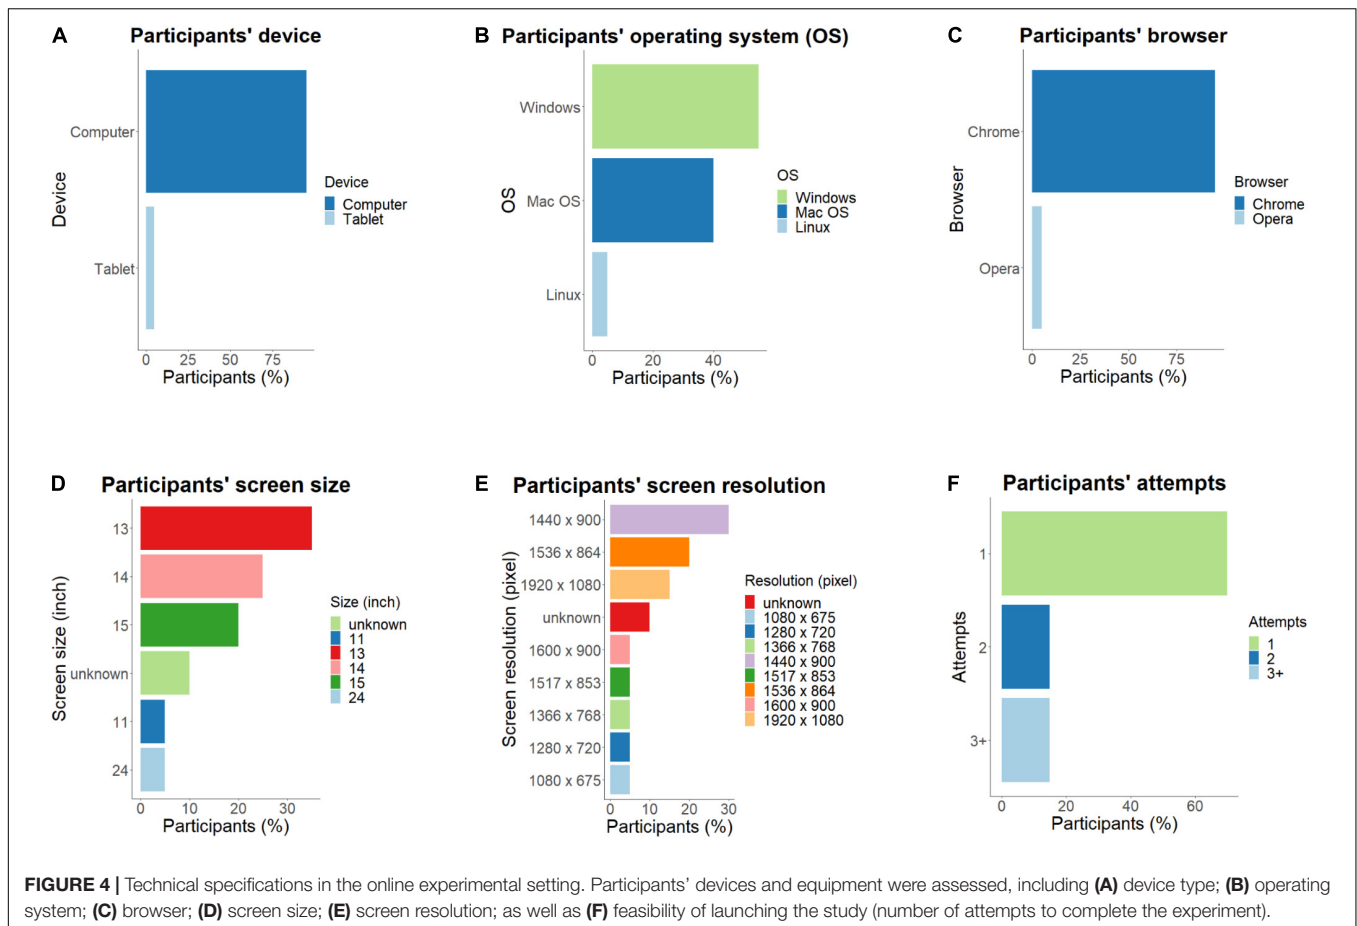 A
Participants' device
Device
Computer
Tablet
0 25 50 75
Participants (%)
Device
Computer
Tablet
B
Participants' operating system (OS)
OS
Windows
Mac OS
Linux
0 20 40
Participants (%)
OS
Windows
Mac OS
Linux
C
Participants' browser
Browser
Chrome
Opera
0 25 50 75
Participants (%)
Browser
Chrome
Opera
D
Participants' screen size
Screen size (inch)
13
14
15
unknown
11
24
0 10 20 30
Participants (%)
Size (inch)
unknown
11
13
14
15
24
E
Participants' screen resolution
Screen resolution (pixel)
1440 x 900
1536 x 864
1920 x 1080
unknown
1600 x 900
1517 x 853
1366 x 768
1280 x 720
1080 x 675
0 10 20 30
Participants (%)
Resolution (pixel)
unknown
1080 x 675
1280 x 720
1366 x 768
1440 x 900
1517 x 853
1536 x 864
1600 x 900
1920 x 1080
F
Participants' attempts
Attempts
1
2
3+
0 20 40 60
Participants (%)
Attempts
1
2
3+
FIGURE 4 | Technical specifications in the online experimental setting. Participants' devices and equipment were assessed, including (A) device type; (B) operating
system; (C) browser; (D) screen size; (E) screen resolution; as well as (F) feasibility of launching the study (number of attempts to complete the experiment).